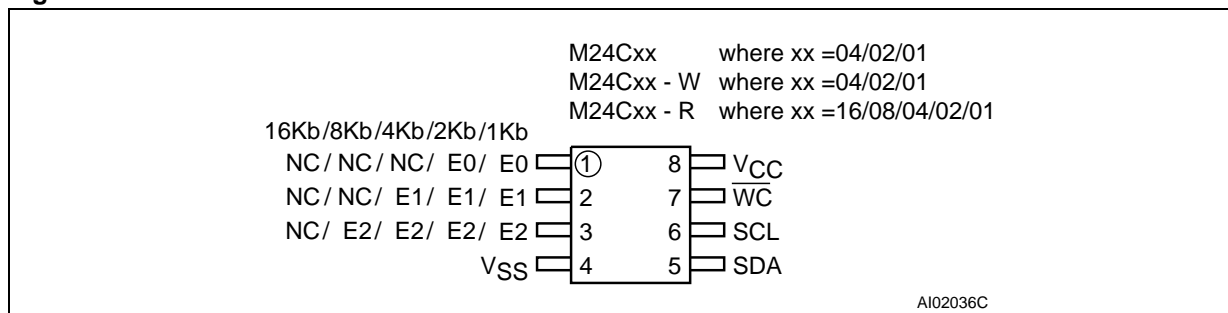 M24Cxx where xx =04/02/01
M24Cxx - W where xx =04/02/01
M24Cxx - R where xx =16/08/04/02/01
16Kb/8Kb/4Kb/2Kb/1Kb
NC/ NC/ NC/ E0/ E0 1 8 VCC
NC/ NC/ E1/ E1/ E1 2 7 WC
NC/ E2/ E2/ E2/ E2 3 6 SCL
VSS 4 5 SDA
AI02036C